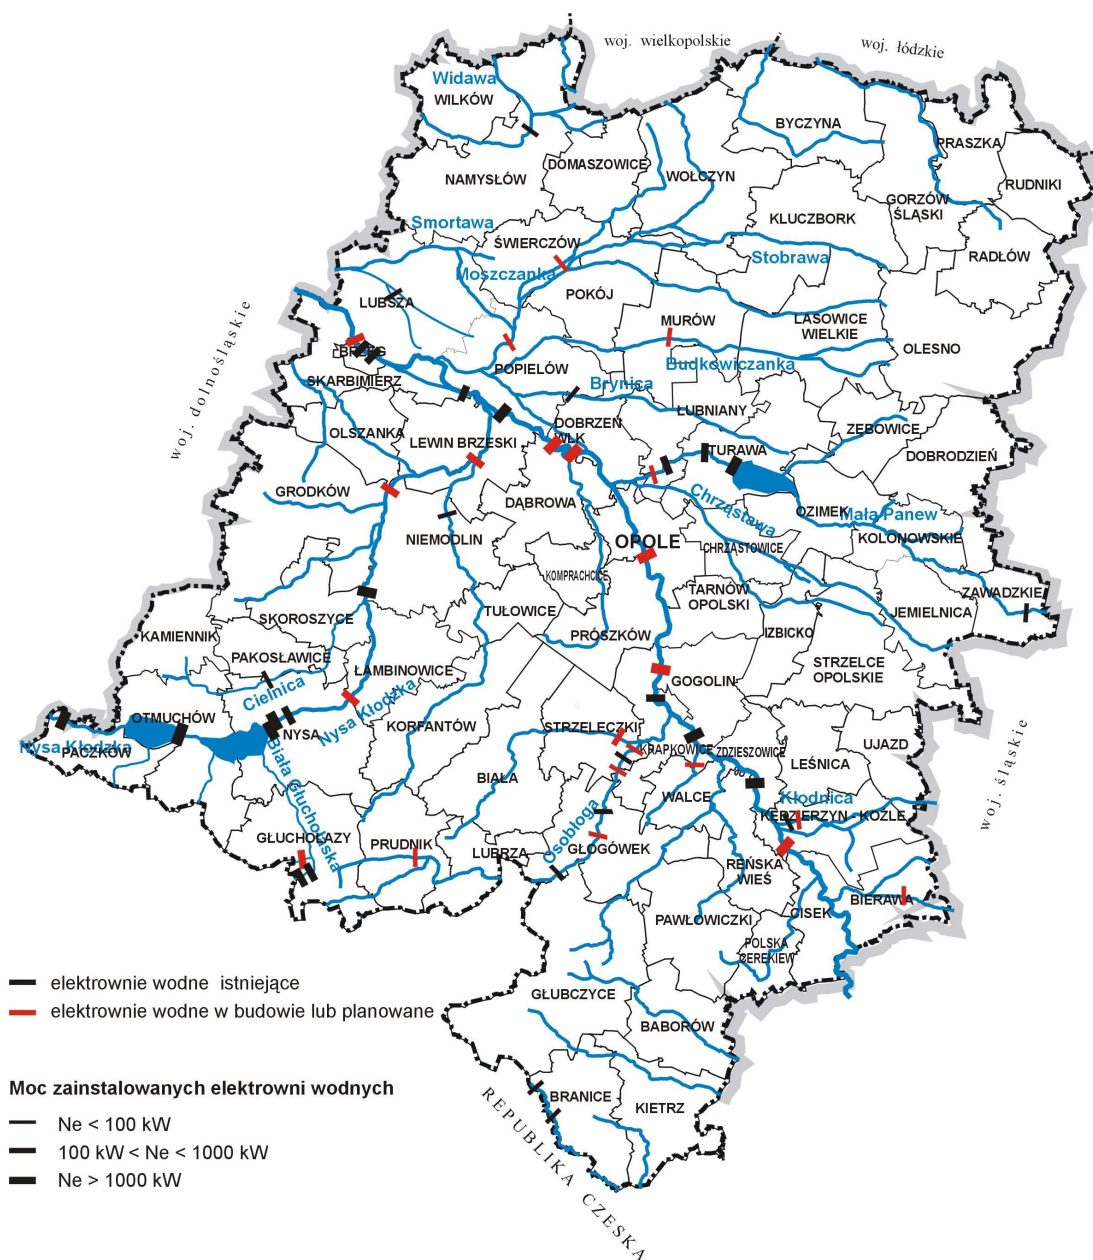 woj. wielkopolskie
woj. łódzkie
Widawa
WILKÓW
BYCZYNA
PRASZKA
DOMASZOWICE
NAMYSŁÓW
WOŁCZYN
RUDNIKI
GORZÓW
ŚLĄSKI
KLUCZBORK
Smortawa
ŚWIERCZÓW
RADŁÓW
Stobrawa
Moszczanka
POKÓJ
LUBSZA
MURÓW
LASOWICE
WIELKIE
OLESNO
BRZEG
POPIELÓW
Budkowiczanka
SKARBIMIERZ
Brynica
LUBNIANY
woj. dolnośląskie
OLSZANKA
LEWIN BRZESKI
DOBRZEŃ
WLK
ZĘBOWICE
TURAWA
DOBRODZIEŃ
GRODKÓW
DĄBROWA
Chrząstawa
OZIMEK
Mała Panew
NIEMODLIN
OPOLE
CHRZĄSTOWICE
KOLONOWSKIE
KOMPRACHCICE
TARNÓW
OPOLSKI
ZAWADZKIE
TUŁOWICE
JEMIELNICA
SKOROSZYCE
KAMIENNIK
PRÓSZKÓW
IZBICKO
PAKOSŁAWICE
ŁAMBINOWICE
STRZELCE
OPOLSKIE
GOGOLIN
Cielnica
Nysa Kłodzka
OTMUCHÓW
KORFANTÓW
STRZELECZKI
NYSA
Nysa Kłodzka
PACZKÓW
KRAPKOWICE
ZDZIESZOWICE
UJAZD
LEŚNICA
woj. śląskie
BIAŁA
Biała Głuchołaska
WALCE
Kłodnica
KĘDZIERZYN - KOŹLE
GŁUCHOŁAZY
PRUDNIK
LUBRZA
Osobłoga
GŁOGÓWEK
REŃSKA
WIEŚ
BIERAWA
PAWŁOWICZKI
CISEK
POLSKA
CEREKIEW
elektrownie wodne istniejące
elektrownie wodne w budowie lub planowane
GŁUBCZYCE
BABORÓW
Moc zainstalowanych elektrowni wodnych
BRANICE
KIETRZ
Ne < 100 kW
100 kW < Ne < 1000 kW
Ne > 1000 kW
REPUBLIKA CZESKA